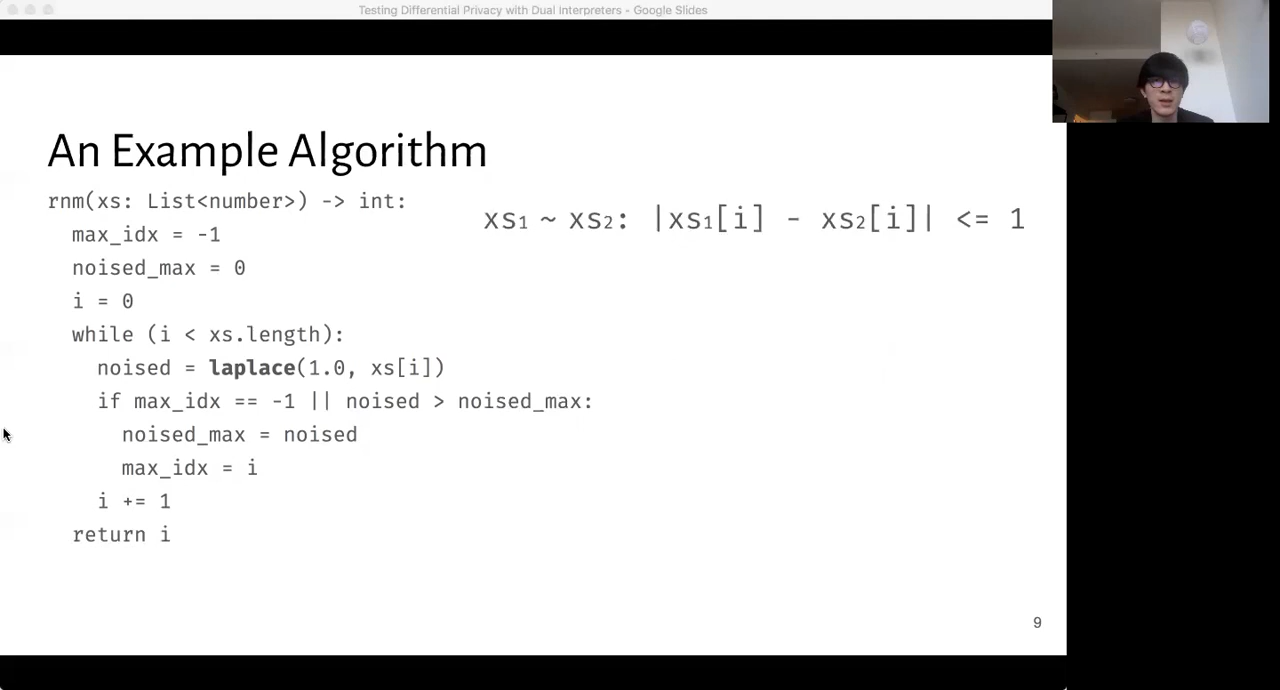 Testing Differential Privacy with Dual Interpreters - Google Slides
An Example Algorithm
rnm(xs: List<number>) -> int:
max_idx = -1
noised_max = 0
i = 0
while (i < xs.length):
noised = laplace(1.0, xs[i])
if max_idx == -1 || noised > noised_max:
noised_max = noised
max_idx = i
i += 1
return i
xs₁ ~ xs₂: |xs₁[i] - xs₂[i]| <= 1
9